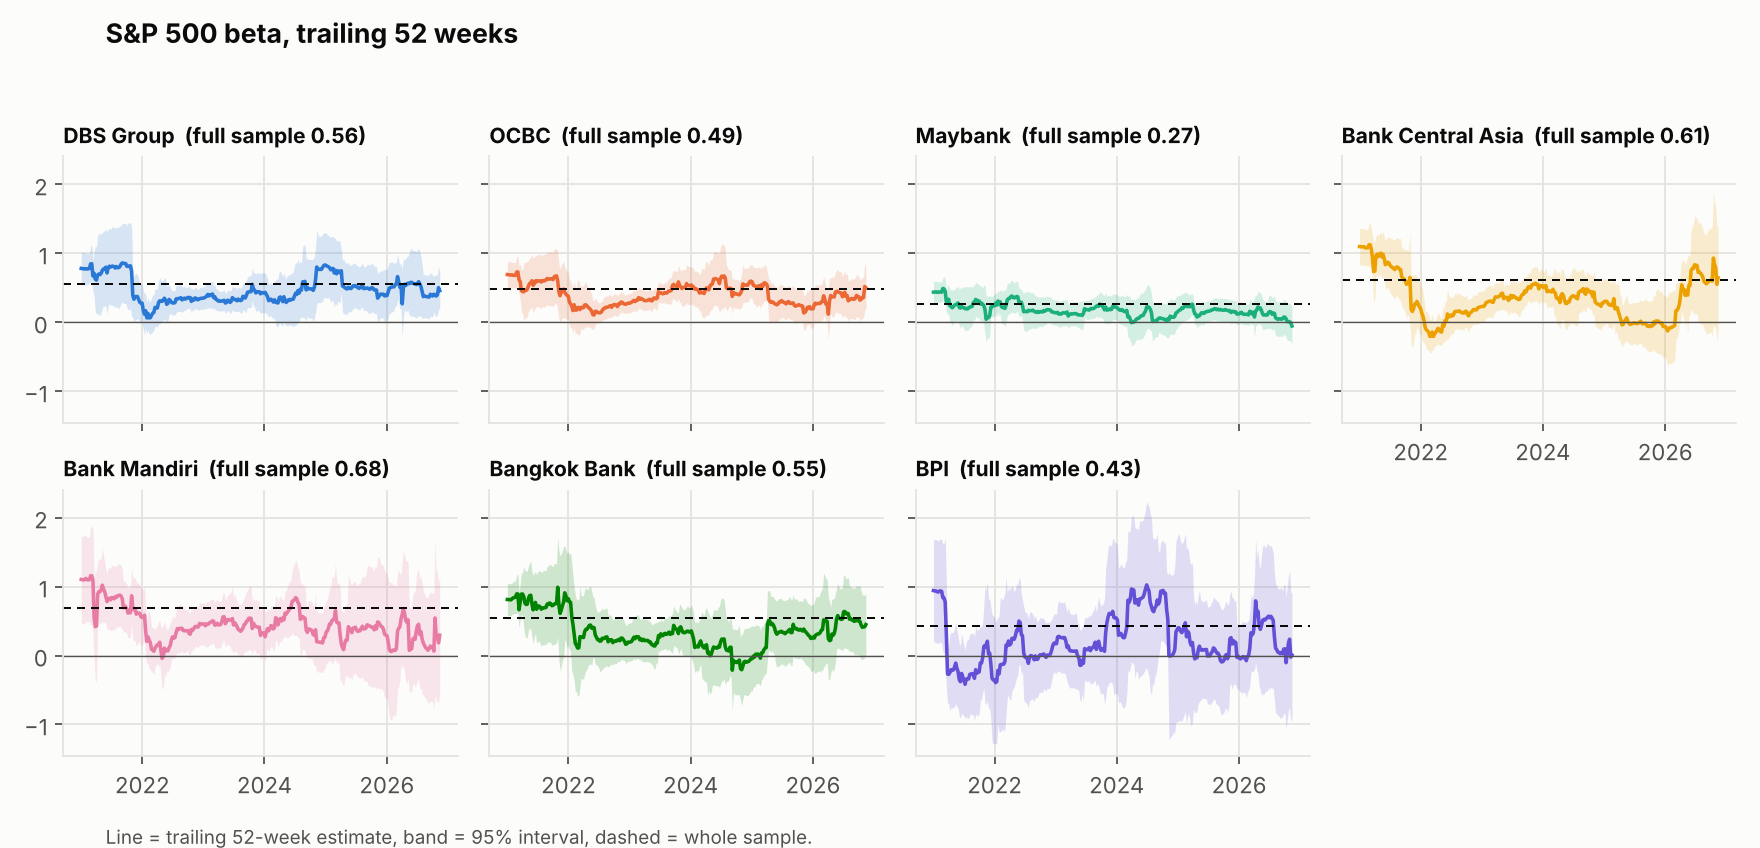 S&P 500 beta, trailing 52 weeks
DBS Group (full sample 0.56)
OCBC (full sample 0.49)
Maybank (full sample 0.27)
Bank Central Asia (full sample 0.61)
2
1
0
−1
2022 2024 2026
Bank Mandiri (full sample 0.68)
Bangkok Bank (full sample 0.55)
BPI (full sample 0.43)
2
1
0
−1
2022 2024 2026
2022 2024 2026
2022 2024 2026
Line = trailing 52-week estimate, band = 95% interval, dashed = whole sample.